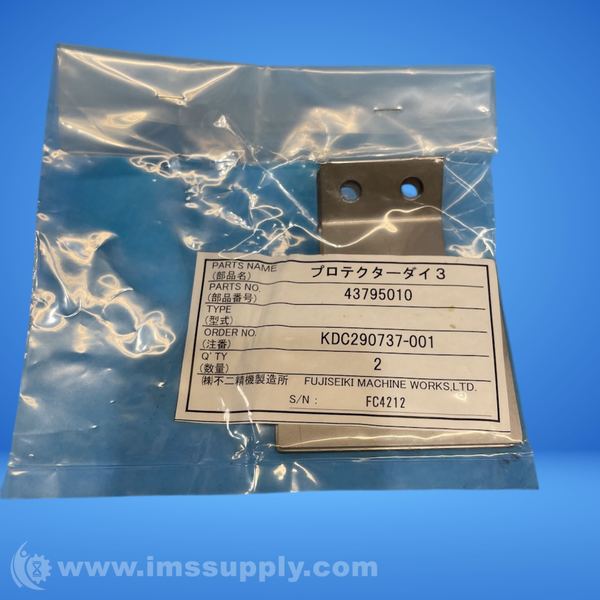 PARTS NAME プロテクターダイ3
(部品名)
PARTS NO. 43795010
(部品番号)
TYPE
(型式)
ORDER NO. KDC290737-001
(注番)
Q'TY 2
(数量)
㈱不二精機製造所 FUJISEIKI MACHINE WORKS,LTD.
S/N : FC4212
www.imssupply.com